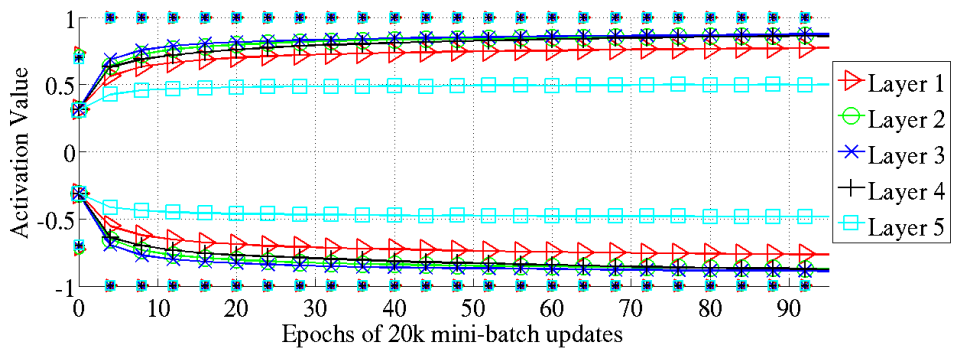 Activation Value
1
0.5
0
-0.5
-1
0 10 20 30 40 50 60 70 80 90
Epochs of 20k mini-batch updates
Layer 1
Layer 2
Layer 3
Layer 4
Layer 5